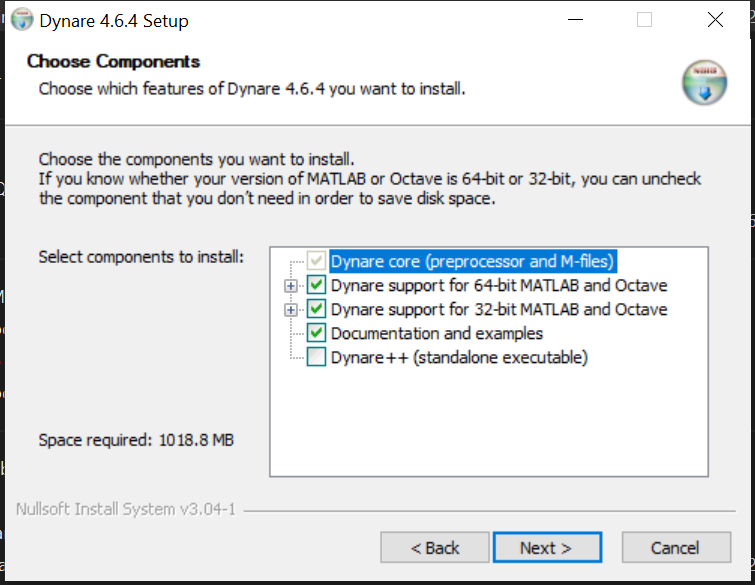 Dynare 4.6.4 Setup
Choose Components
Choose which features of Dynare 4.6.4 you want to install.
Choose the components you want to install.
If you know whether your version of MATLAB or Octave is 64-bit or 32-bit, you can uncheck
the component that you don't need in order to save disk space.
Select components to install:
Dynare core (preprocessor and M-files)
Dynare support for 64-bit MATLAB and Octave
Dynare support for 32-bit MATLAB and Octave
Documentation and examples
Dynare++ (standalone executable)
Space required: 1018.8 MB
Nullsoft Install System v3.04-1
< Back
Next >
Cancel